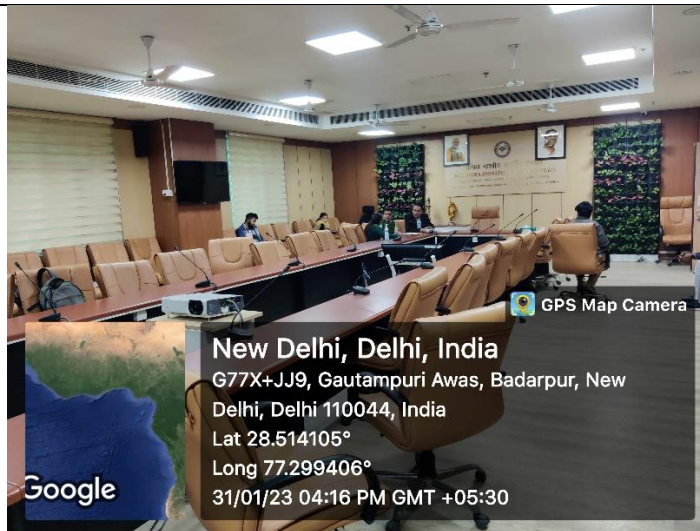 GPS Map Camera
New Delhi, Delhi, India
G77X+JJ9, Gautampuri Awas, Badarpur, New
Delhi, Delhi 110044, India
Lat 28.514105°
Long 77.299406°
31/01/23 04:16 PM GMT +05:30
Google